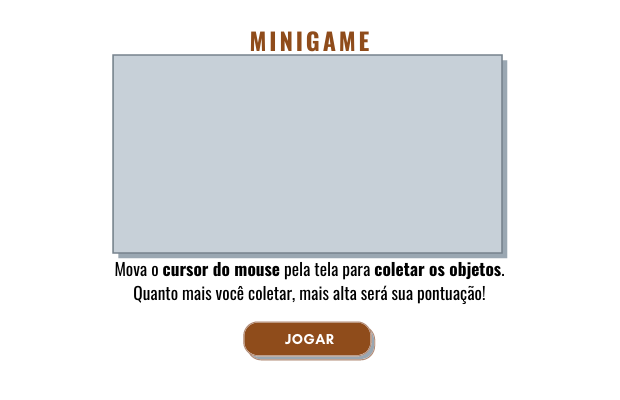 MINIGAME
Mova o cursor do mouse pela tela para coletar os objetos.
Quanto mais você coletar, mais alta será sua pontuação!
JOGAR